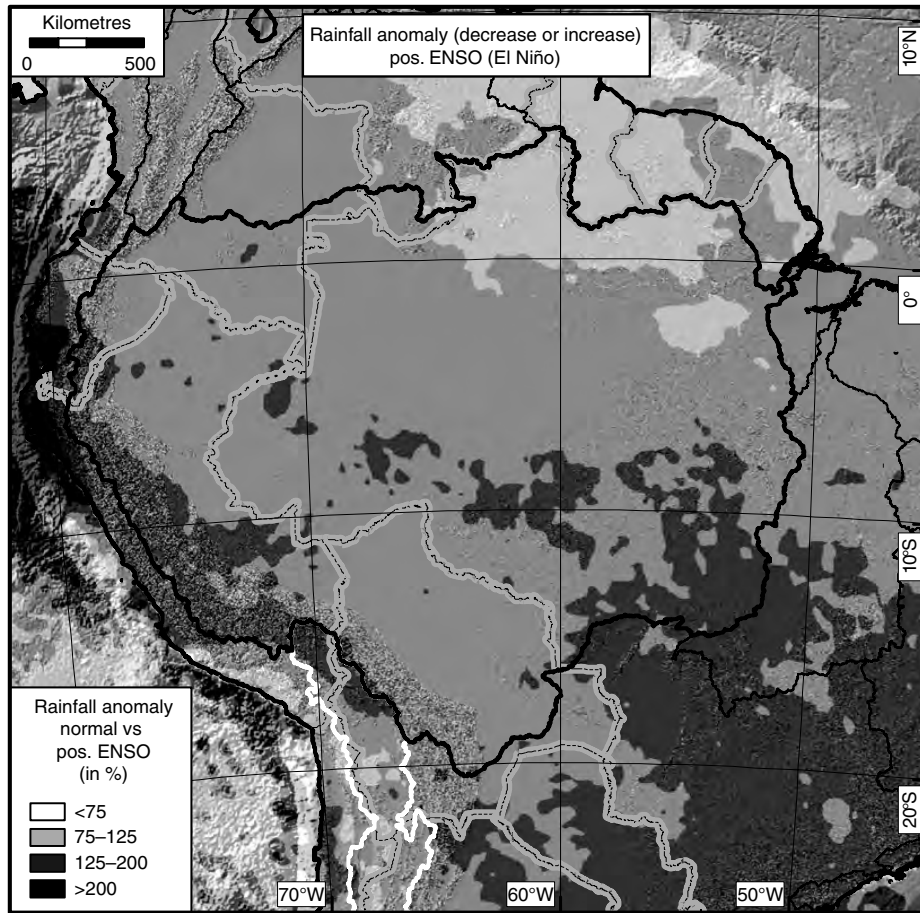 Kilometres
0 500
Rainfall anomaly (decrease or increase)
pos. ENSO (El Niño)
10°N
0°
10°S
20°S
Rainfall anomaly
normal vs
pos. ENSO
(in %)
<75
75–125
125–200
>200
70°W
60°W
50°W